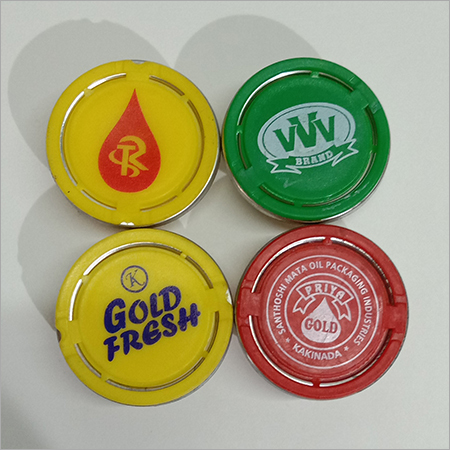 R
VVV
BRAND
K
GOLD
FRESH
SANTHOSHI MATA OIL PACKAGING INDUSTRIES
PRIYA
GOLD
KAKINADA